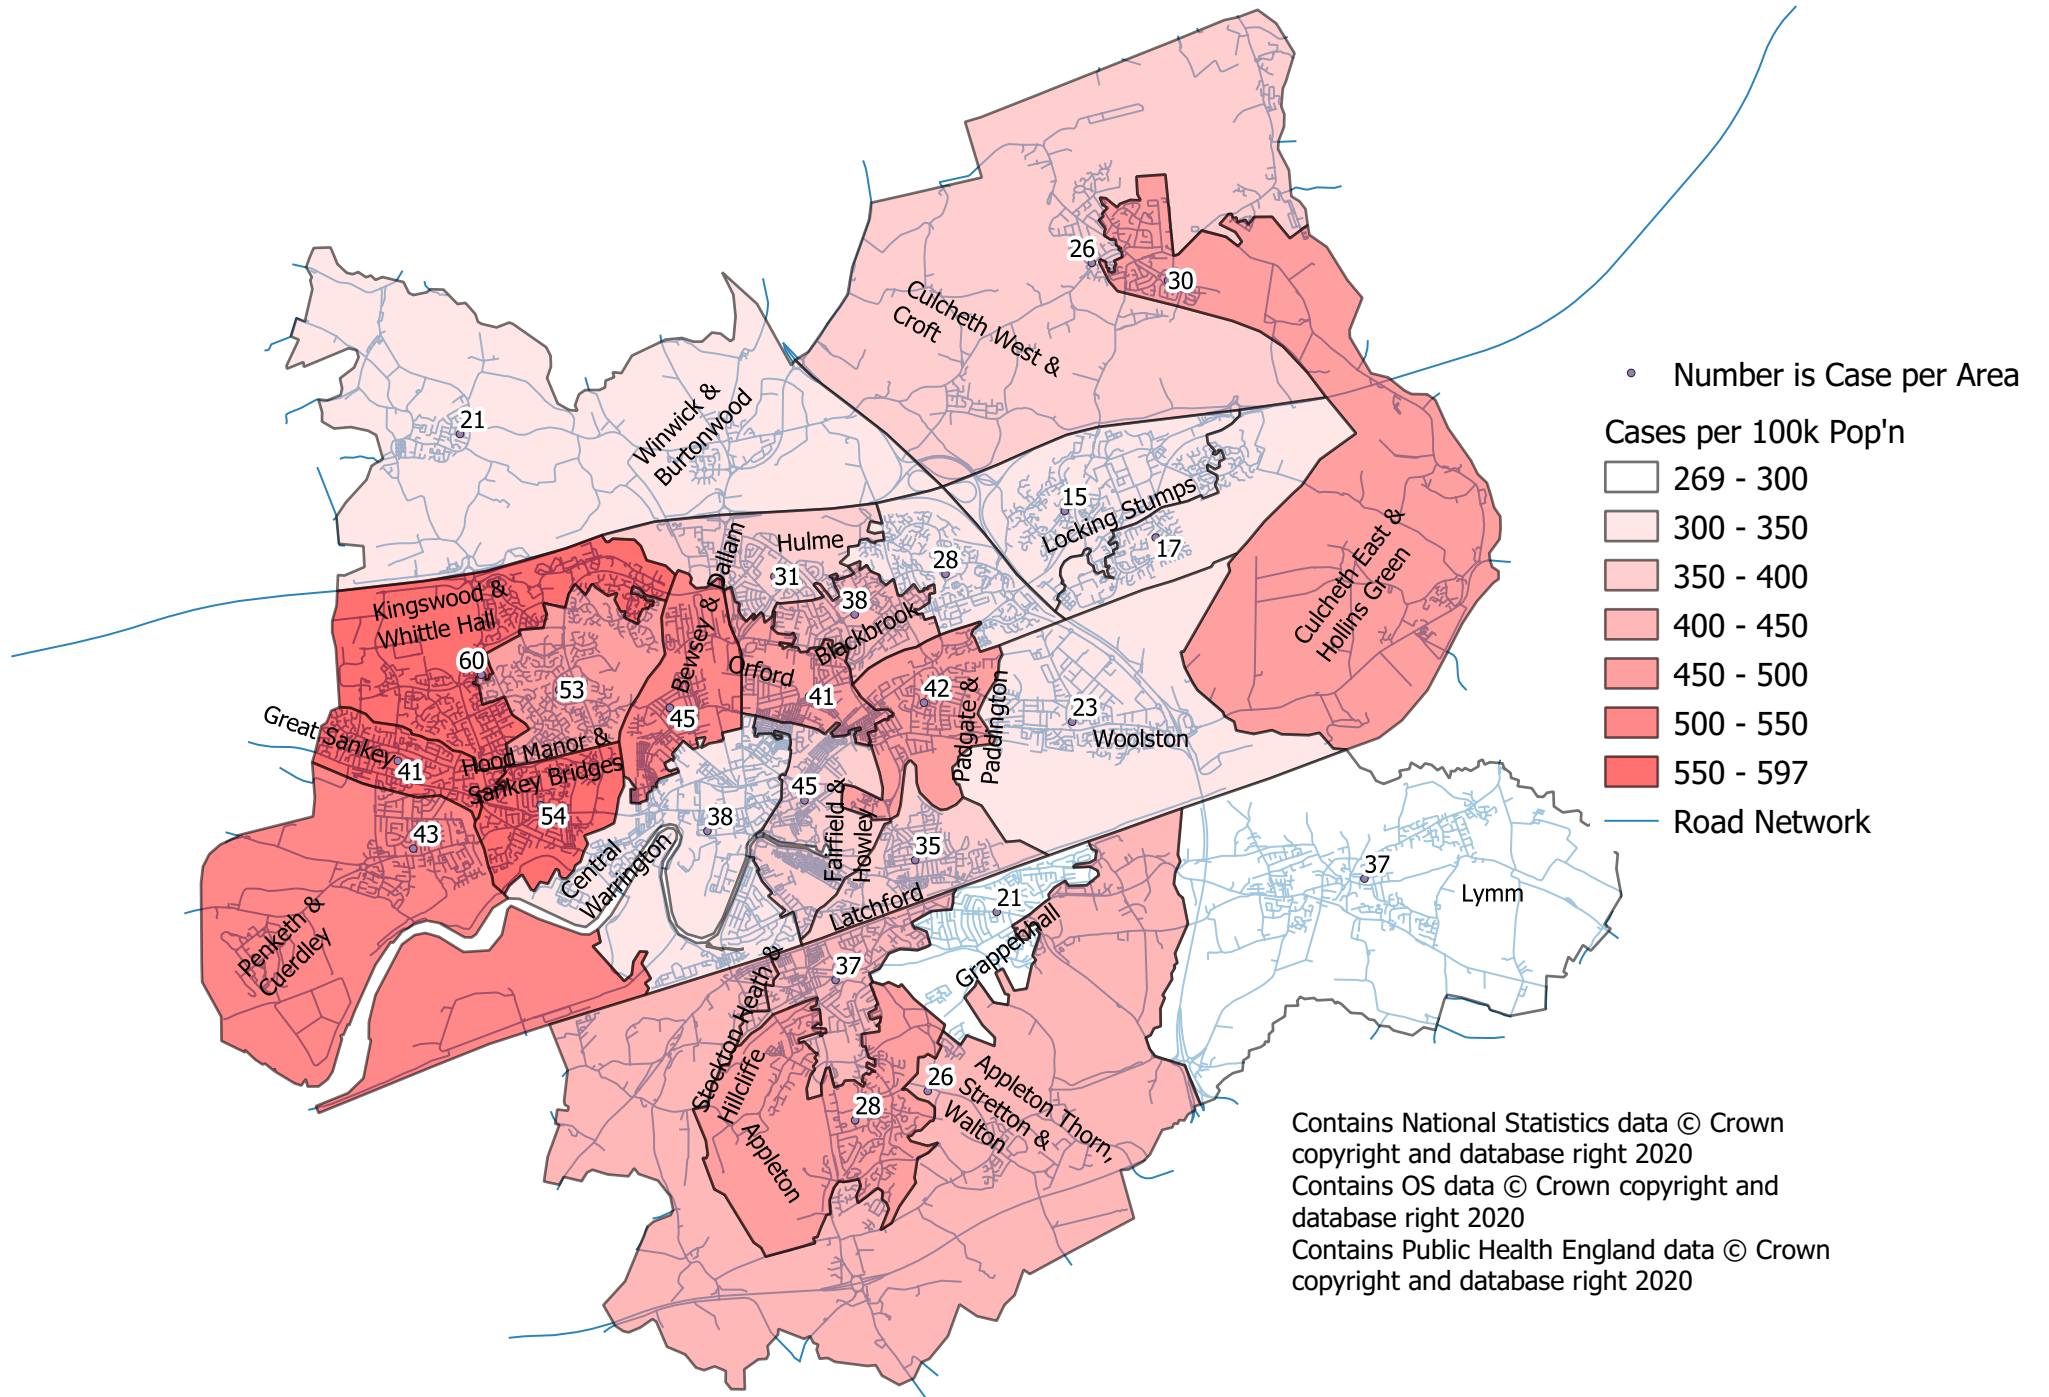 26
30
Culcheth West &
Croft
21
Winwick &
Burtonwood
15
Locking Stumps
17
Culcheth East &
Hollins Green
Hulme
31
28
38
Blackbrook
Kingswood &
Whittle Hall
60
53
Bewsey & Dallam
45
Orford
41
42
Padgate &
Paddington
23
Woolston
Great Sankey
41
Hood Manor &
Sankey Bridges
54
43
Penketh &
Cuerdley
38
Central
Warrington
45
Fairfield &
Howley
35
Latchford
21
Grappenhall
37
Lymm
37
Stockton Heath &
Hillcliffe
28
Appleton
26
Appleton Thorn,
Stretton &
Walton
Number is Case per Area
Cases per 100k Pop'n
269 - 300
300 - 350
350 - 400
400 - 450
450 - 500
500 - 550
550 - 597
Road Network
Contains National Statistics data © Crown
copyright and database right 2020
Contains OS data © Crown copyright and
database right 2020
Contains Public Health England data © Crown
copyright and database right 2020